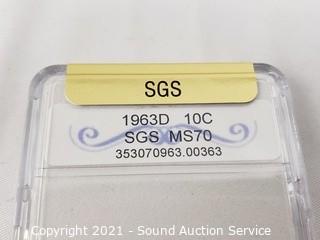 SGS
1963D 10C
SGS MS70
353070963.00363
Copyright 2021 - Sound Auction Service